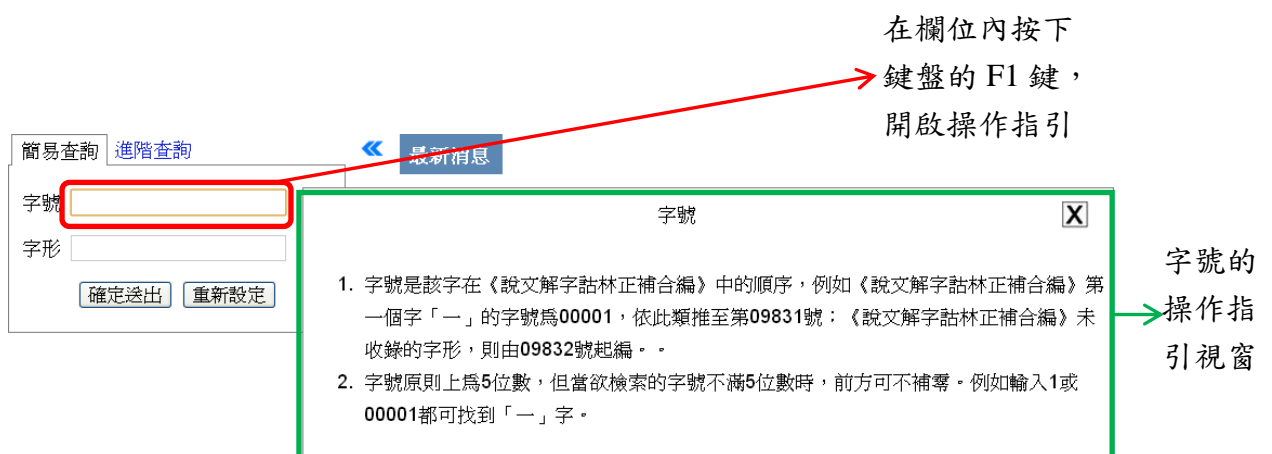 在欄位內按下
鍵盤的 F1 鍵，
開啟操作指引
簡易查詢 進階查詢
最新消息
字號
字形
確定送出 重新設定
字號 X
1. 字號是該字在《說文解字詁林正補合編》中的順序，例如《說文解字詁林正補合編》第
一個字「一」的字號為00001，依此類推至第09831號；《說文解字詁林正補合編》未
收錄的字形，則由09832號起編。。
2. 字號原則上為5位數，但當欲檢索的字號不滿5位數時，前方可不補零。例如輸入1或
00001都可找到「一」字。
字號的
操作指
引視窗